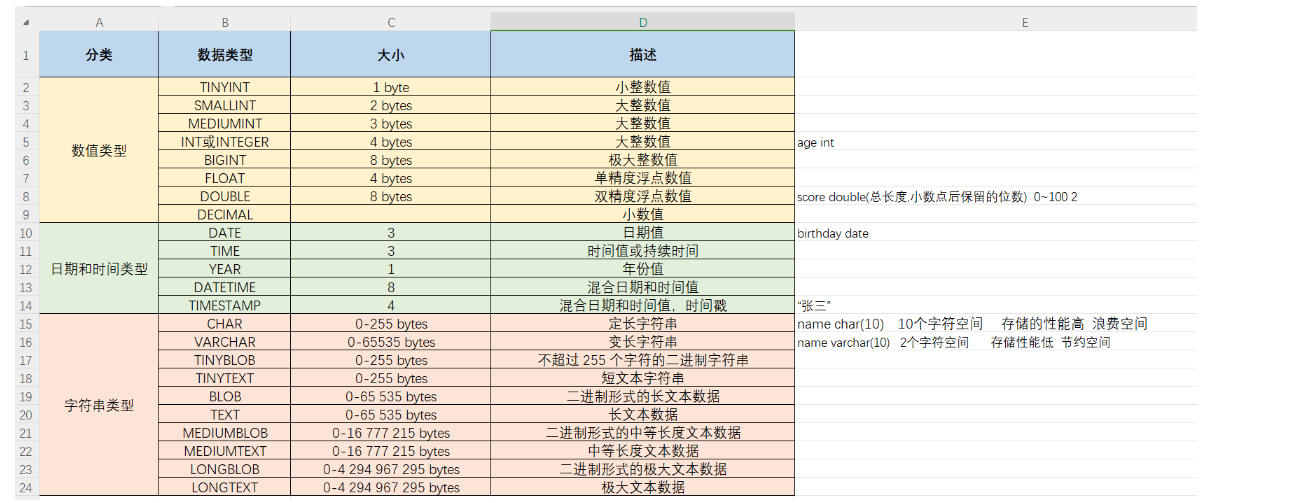 A B C D E
1 分类 数据类型 大小 描述
2 TINYINT 1 byte 小整数值
3 SMALLINT 2 bytes 大整数值
4 MEDIUMINT 3 bytes 大整数值
5 数值类型 INT或INTEGER 4 bytes 大整数值 age int
6 BIGINT 8 bytes 极大整数值
7 FLOAT 4 bytes 单精度浮点数值
8 DOUBLE 8 bytes 双精度浮点数值 score double(总长度,小数点后保留的位数) 0~100 2
9 DECIMAL 小数值
10 DATE 3 日期值 birthday date
11 TIME 3 时间值或持续时间
12 日期和时间类型 YEAR 1 年份值
13 DATETIME 8 混合日期和时间值
14 TIMESTAMP 4 混合日期和时间值，时间戳 “张三”
15 CHAR 0-255 bytes 定长字符串 name char(10) 10个字符空间 存储的性能高 浪费空间
16 VARCHAR 0-65535 bytes 变长字符串 name varchar(10) 2个字符空间 存储性能低 节约空间
17 TINYBLOB 0-255 bytes 不超过 255 个字符的二进制字符串
18 TINYTEXT 0-255 bytes 短文本字符串
19 字符串类型 BLOB 0-65 535 bytes 二进制形式的长文本数据
20 TEXT 0-65 535 bytes 长文本数据
21 MEDIUMBLOB 0-16 777 215 bytes 二进制形式的中等长度文本数据
22 MEDIUMTEXT 0-16 777 215 bytes 中等长度文本数据
23 LONGBLOB 0-4 294 967 295 bytes 二进制形式的极大文本数据
24 LONGTEXT 0-4 294 967 295 bytes 极大文本数据